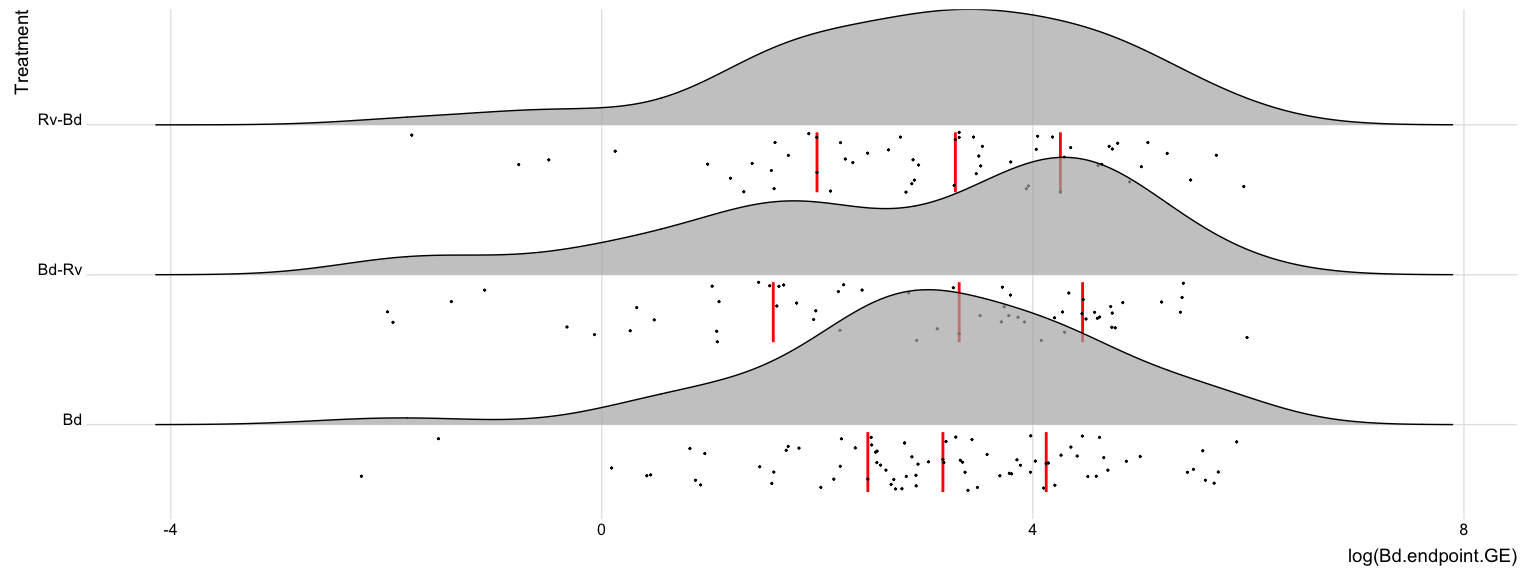 Treatment
Rv-Bd
Bd-Rv
Bd
-4 0 4 8
log(Bd.endpoint.GE)